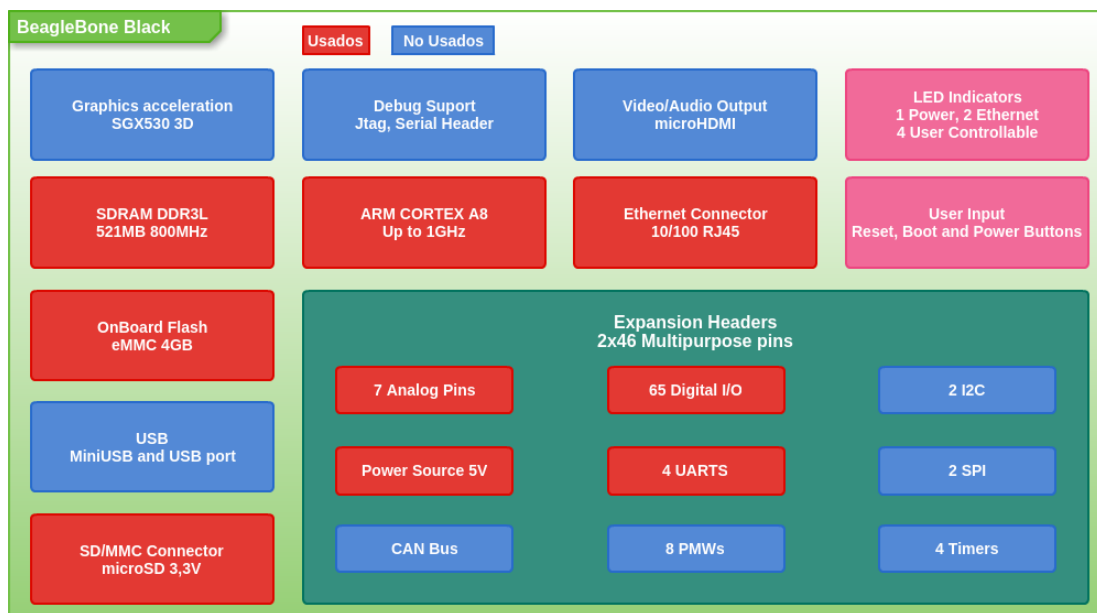 BeagleBone Black
Usados
No Usados
Graphics acceleration
SGX530 3D
Debug Suport
Jtag, Serial Header
Video/Audio Output
microHDMI
LED Indicators
1 Power, 2 Ethernet
4 User Controllable
SDRAM DDR3L
521MB 800MHz
ARM CORTEX A8
Up to 1GHz
Ethernet Connector
10/100 RJ45
User Input
Reset, Boot and Power Buttons
OnBoard Flash
eMMC 4GB
USB
MiniUSB and USB port
SD/MMC Connector
microSD 3,3V
Expansion Headers
2x46 Multipurpose pins
7 Analog Pins
65 Digital I/O
2 I2C
Power Source 5V
4 UARTS
2 SPI
CAN Bus
8 PMWs
4 Timers